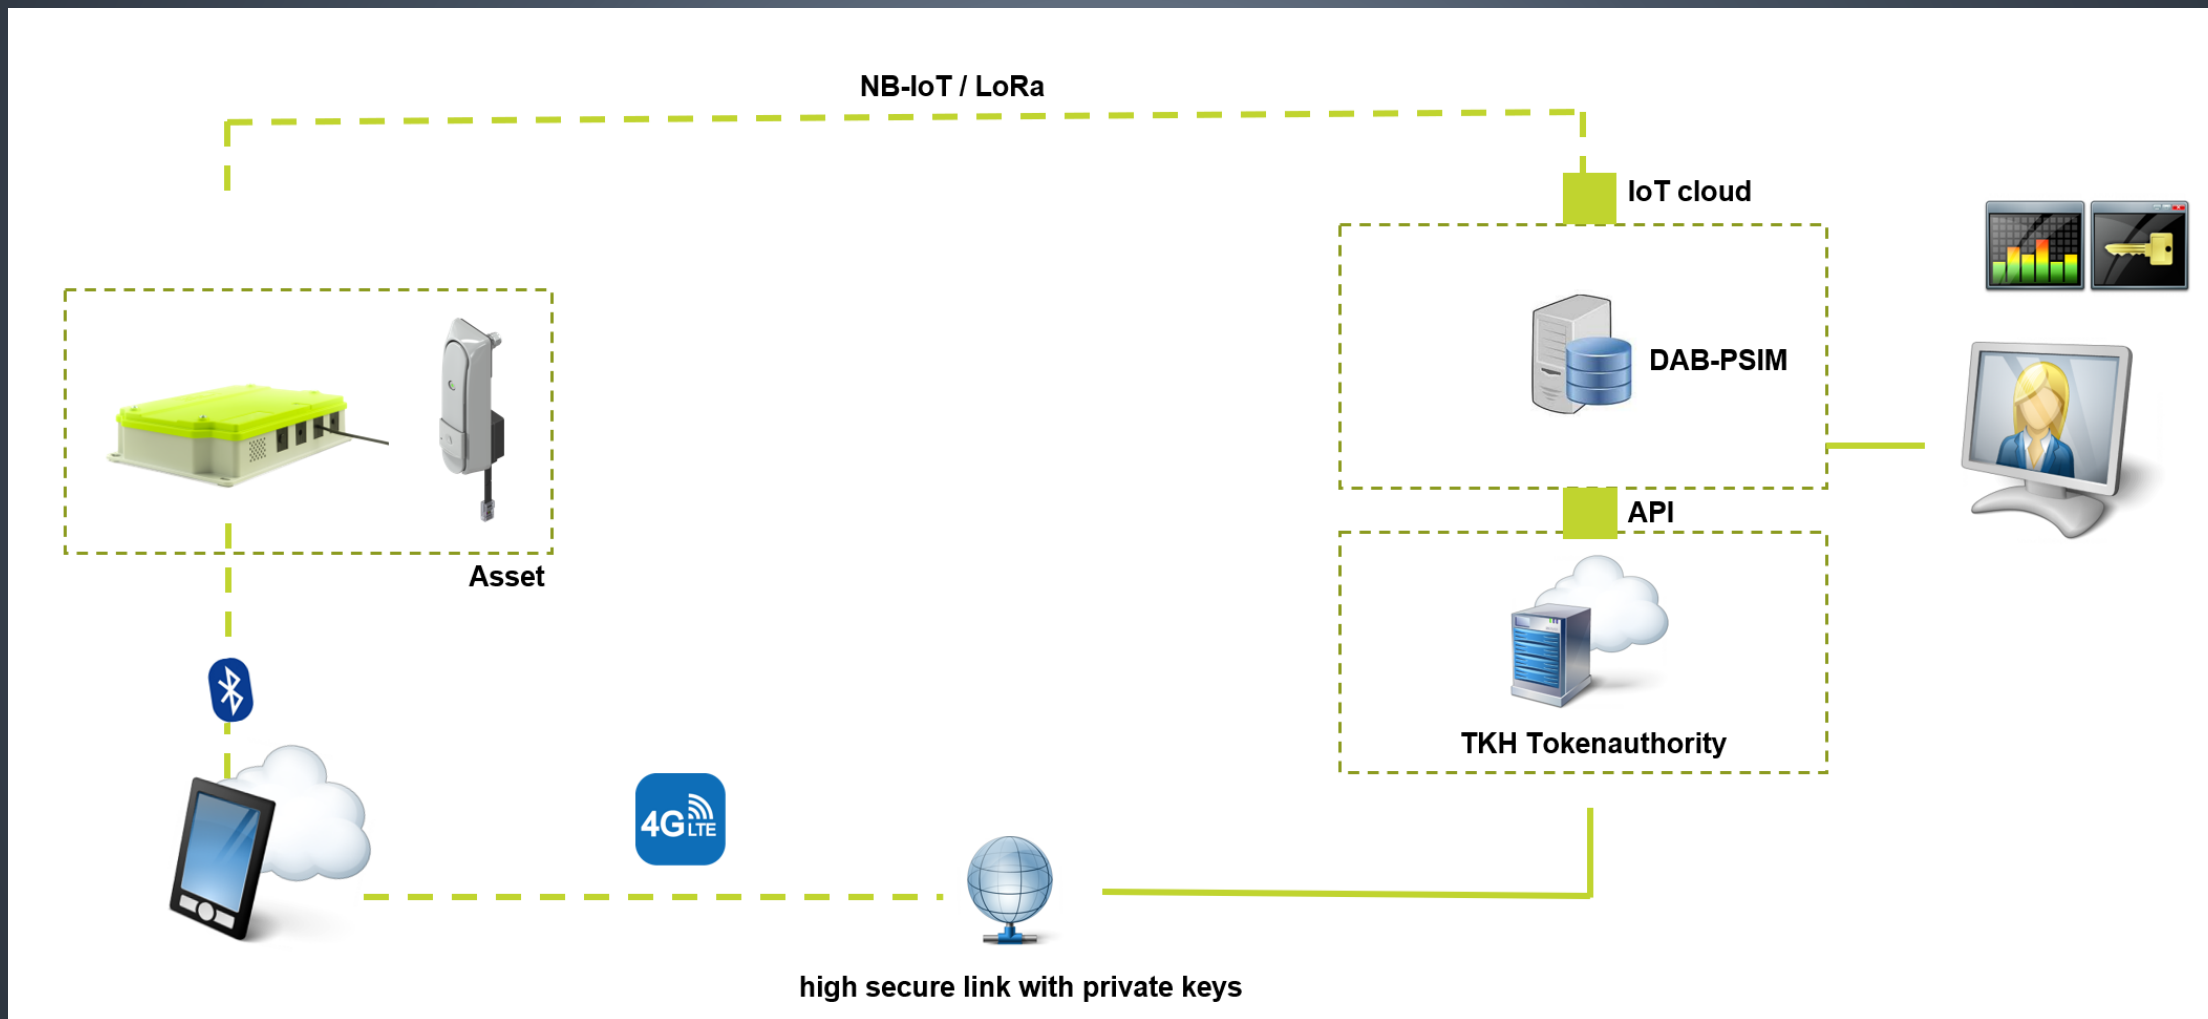 NB-IoT / LoRa
IoT cloud
DAB-PSIM
API
Asset
TKH Tokenauthority
4G LTE
high secure link with private keys